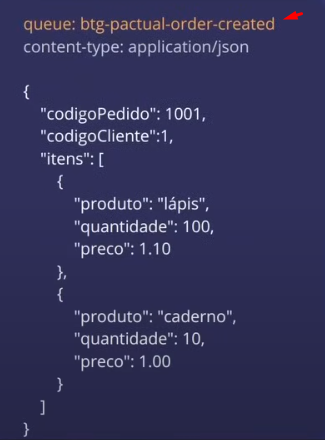 queue: btg-pactual-order-created
content-type: application/json
{
"codigoPedido": 1001,
"codigoCliente":1,
"itens": [
{
"produto": "lápis",
"quantidade": 100,
"preco": 1.10
},
{
"produto": "caderno",
"quantidade": 10,
"preco": 1.00
}
]
}